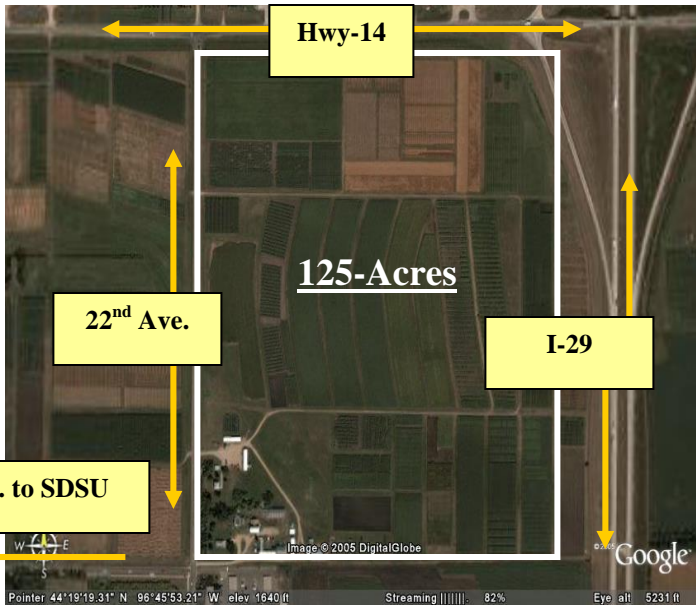 Hwy-14
125-Acres
22nd Ave.
I-29
. to SDSU
W E
S
Image © 2005 DigitalGlobe
©2005 Google
Pointer 44°19'19.31" N 96°45'53.21" W elev 1640 ft Streaming ||||||| 82% Eye alt 5231 ft